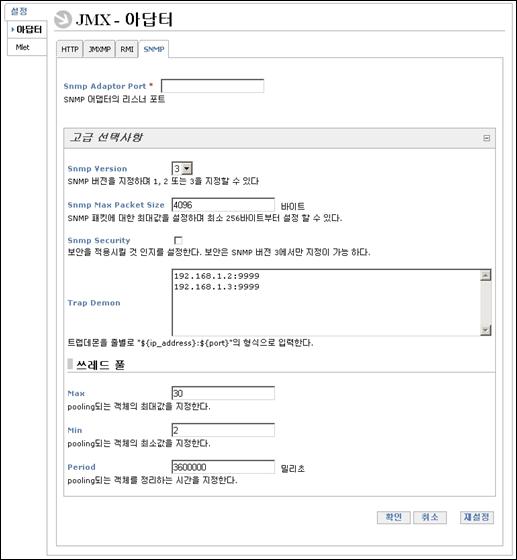 설정
아답터
Mlet
JMX - 아답터
HTTP JMXMP RMI SNMP
Snmp Adaptor Port *
SNMP 어댑터의 리스너 포트
고급 선택사항
Snmp Version 3
SNMP 버전을 지정하며 1, 2 또는 3을 지정할 수 있다
Snmp Max Packet Size 4096 바이트
SNMP 패킷에 대한 최대값을 설정하며 최소 256바이트부터 설정 할 수 있다.
Snmp Security
보안을 적용시킬 것 인지를 설정한다. 보안은 SNMP 버전 3에서만 지정이 가능 하다.
192.168.1.2:9999
192.168.1.3:9999
Trap Demon
트랩데몬을 줄별로 "${ip_address}:${port}"의 형식으로 입력한다.
쓰레드 풀
Max 30
pooling되는 객체의 최대값을 지정한다.
Min 2
pooling되는 객체의 최소값을 지정한다.
Period 3600000 밀리초
pooling되는 객체를 정리하는 시간을 지정한다.
확인 취소 재설정